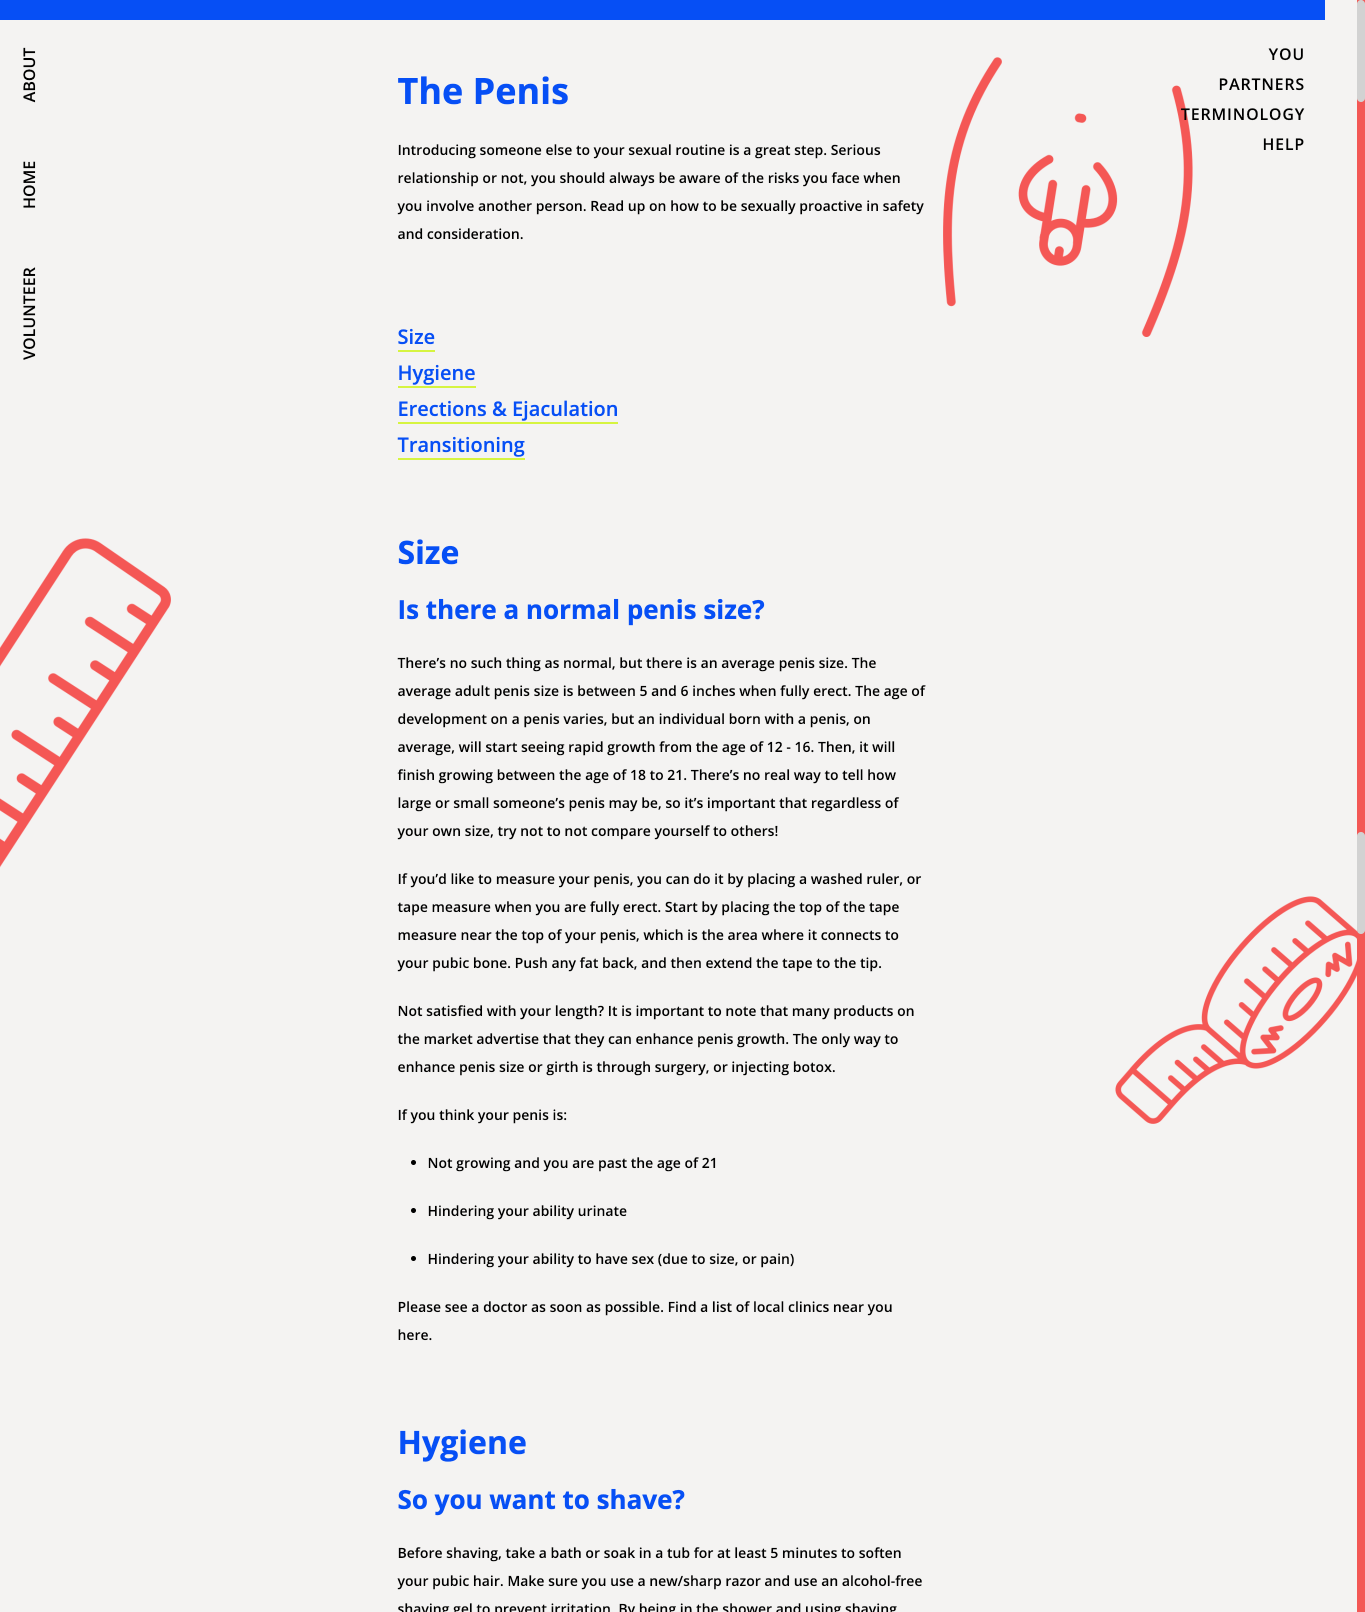 ABOUT
HOME
VOLUNTEER
YOU
PARTNERS
TERMINOLOGY
HELP
The Penis
Introducing someone else to your sexual routine is a great step. Serious
relationship or not, you should always be aware of the risks you face when
you involve another person. Read up on how to be sexually proactive in safety
and consideration.
Size
Hygiene
Erections & Ejaculation
Transitioning
Size
Is there a normal penis size?
There’s no such thing as normal, but there is an average penis size. The
average adult penis size is between 5 and 6 inches when fully erect. The age of
development on a penis varies, but an individual born with a penis, on
average, will start seeing rapid growth from the age of 12 - 16. Then, it will
finish growing between the age of 18 to 21. There’s no real way to tell how
large or small someone’s penis may be, so it’s important that regardless of
your own size, try not to not compare yourself to others!
If you’d like to measure your penis, you can do it by placing a washed ruler, or
tape measure when you are fully erect. Start by placing the top of the tape
measure near the top of your penis, which is the area where it connects to
your pubic bone. Push any fat back, and then extend the tape to the tip.
Not satisfied with your length? It is important to note that many products on
the market advertise that they can enhance penis growth. The only way to
enhance penis size or girth is through surgery, or injecting botox.
If you think your penis is:
• Not growing and you are past the age of 21
• Hindering your ability urinate
• Hindering your ability to have sex (due to size, or pain)
Please see a doctor as soon as possible. Find a list of local clinics near you
here.
Hygiene
So you want to shave?
Before shaving, take a bath or soak in a tub for at least 5 minutes to soften
your pubic hair. Make sure you use a new/sharp razor and use an alcohol-free
shaving gel to prevent irritation. By being in the shower and using shaving